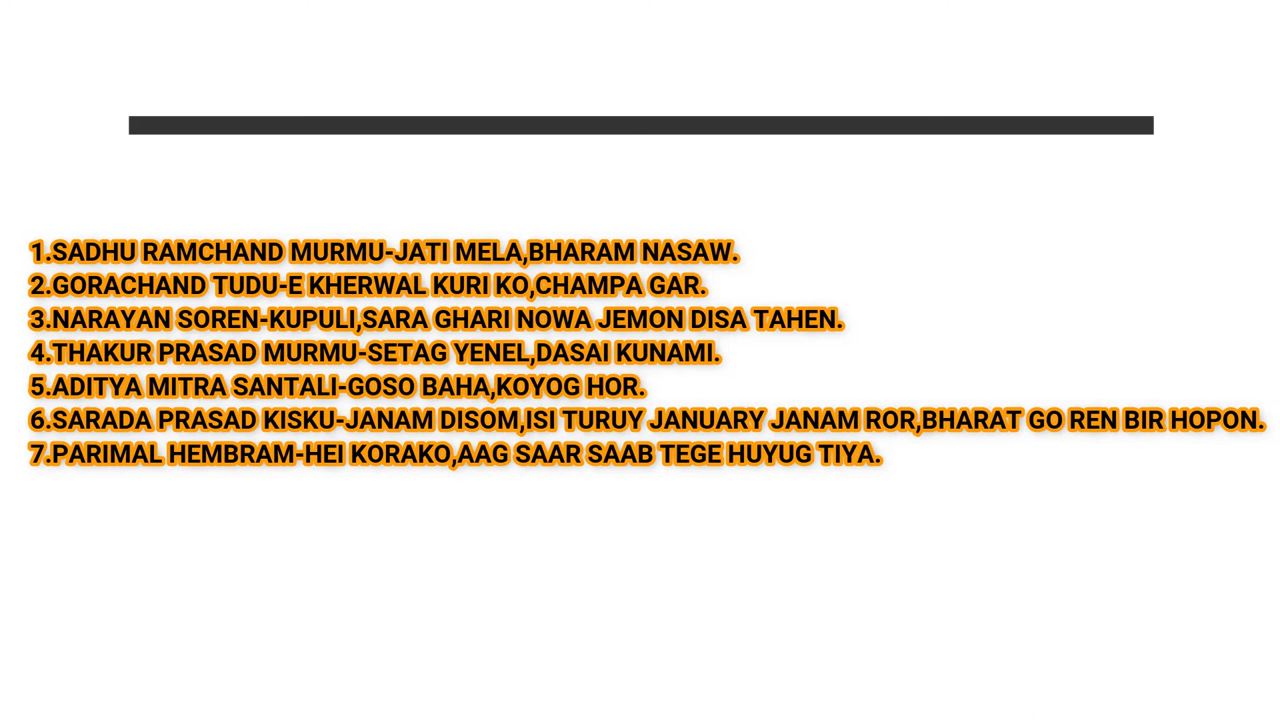 1.SADHU RAMCHAND MURMU-JATI MELA,BHARAM NASAW.
2.GORACHAND TUDU-E KHERWAL KURI KO,CHAMPA GAR.
3.NARAYAN SOREN-KUPULI,SARA GHARI NOWA JEMON DISA TAHEN.
4.THAKUR PRASAD MURMU-SETAG YENEL,DASAI KUNAMI.
5.ADITYA MITRA SANTALI-GOSO BAHA,KOYOG HOR.
6.SARADA PRASAD KISKU-JANAM DISOM,ISI TURUY JANUARY JANAM ROR,BHARAT GO REN BIR HOPON.
7.PARIMAL HEMBRAM-HEI KORAKO,AAG SAAR SAAB TEGE HUYUG TIYA.